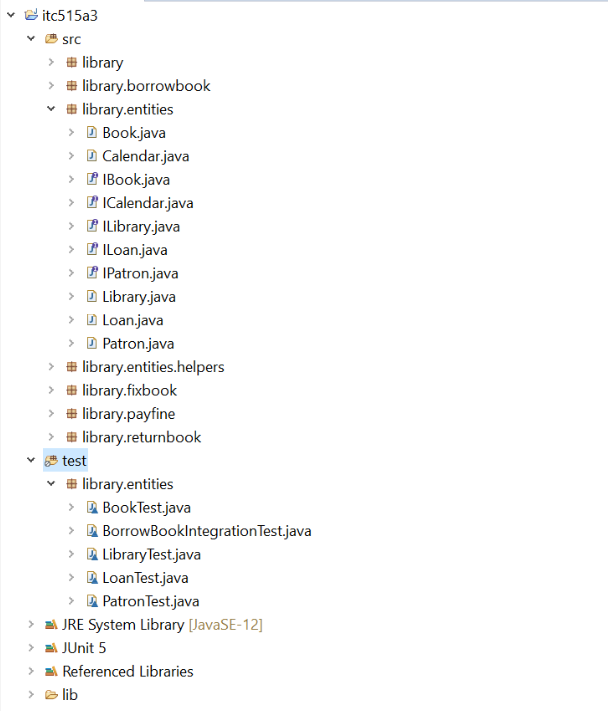 itc515a3
src
library
library.borrowbook
library.entities
Book.java
Calendar.java
IBook.java
ICalendar.java
ILibrary.java
ILoan.java
IPatron.java
Library.java
Loan.java
Patron.java
library.entities.helpers
library.fixbook
library.payfine
library.returnbook
test
library.entities
BookTest.java
BorrowBookIntegrationTest.java
LibraryTest.java
LoanTest.java
PatronTest.java
JRE System Library [JavaSE-12]
JUnit 5
Referenced Libraries
lib